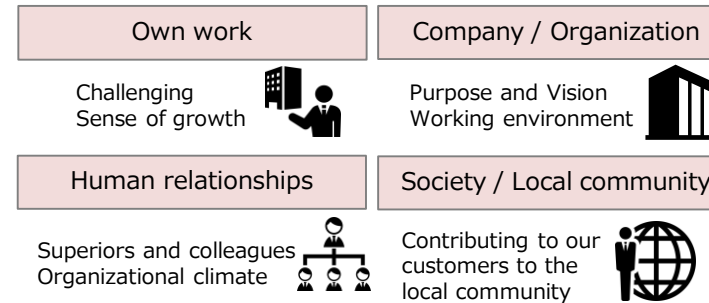 Own work
Challenging
Sense of growth
Company / Organization
Purpose and Vision
Working environment
Human relationships
Superiors and colleagues
Organizational climate
Society / Local community
Contributing to our
customers to the
local community